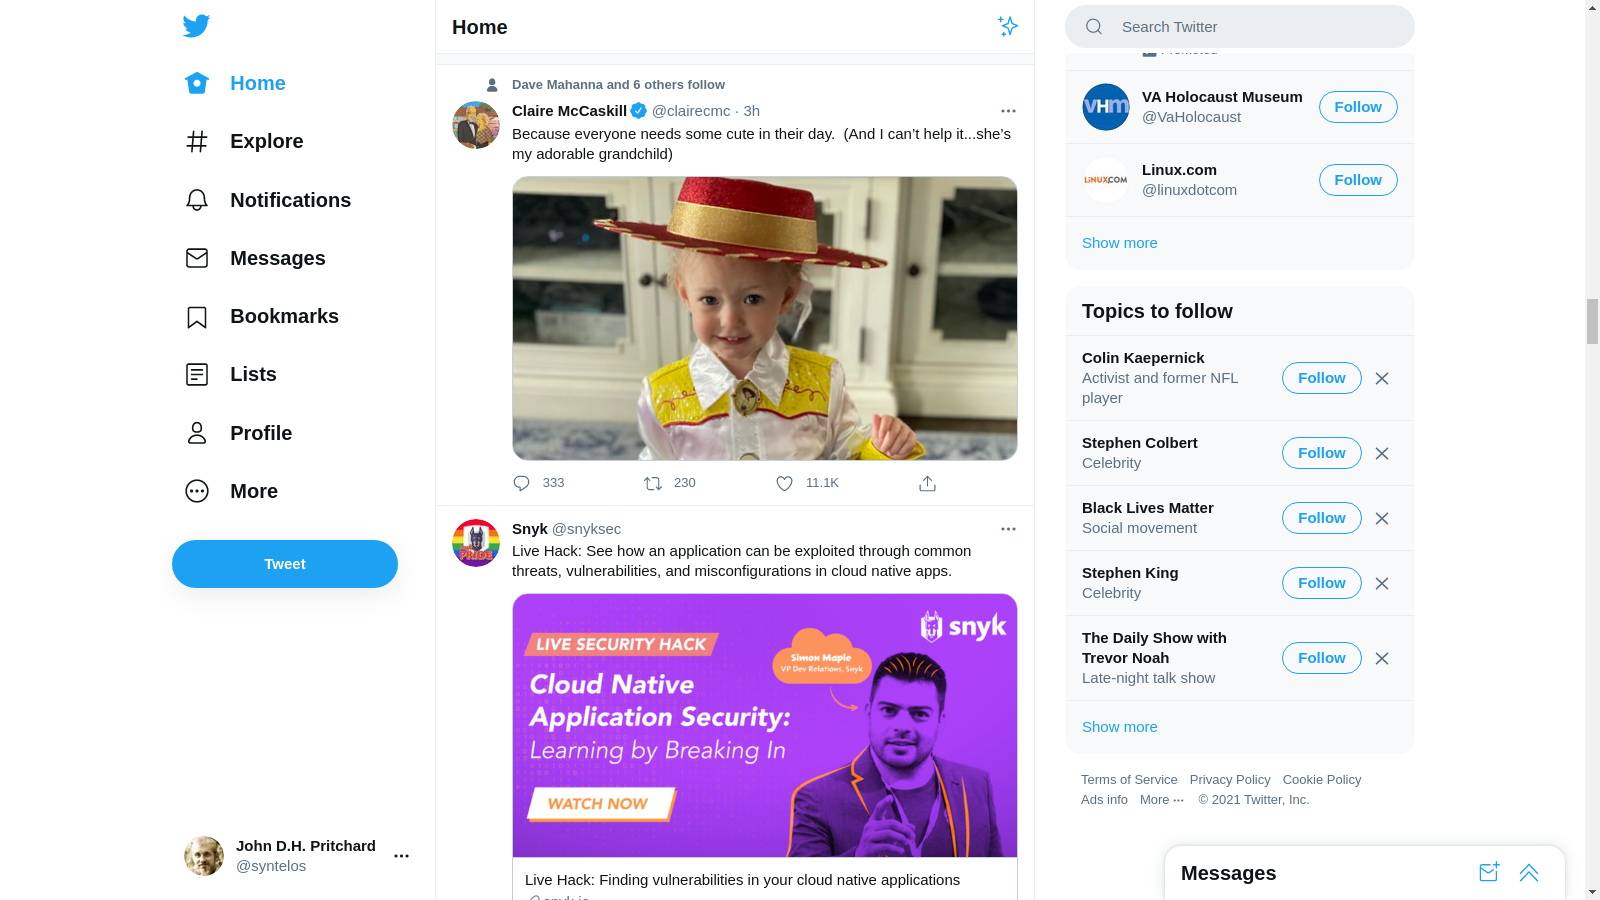 Home
Explore
Notifications
Messages
Bookmarks
Lists
Profile
More
Tweet
John D.H. Pritchard
@syntelos
Home
Dave Mahanna and 6 others follow
Claire McCaskill @clairecmc · 3h
Because everyone needs some cute in their day.  (And I can’t help it...she’s
my adorable grandchild)
333
230
11.1K
Snyk @snyksec
Live Hack: See how an application can be exploited through common
threats, vulnerabilities, and misconfigurations in cloud native apps.
PRIDE
snyk
LIVE SECURITY HACK
Simon Maple
VP Dev Relations, Snyk
Cloud Native
Application Security:
Learning by Breaking In
WATCH NOW
Live Hack: Finding vulnerabilities in your cloud native applications
snyk.io
Search Twitter
Promoted
VHM
VA Holocaust Museum
@VaHolocaust
Follow
LINUX.COM
Linux.com
@linuxdotcom
Follow
Show more
Topics to follow
Colin Kaepernick
Activist and former NFL
player
Follow
Stephen Colbert
Celebrity
Follow
Black Lives Matter
Social movement
Follow
Stephen King
Celebrity
Follow
The Daily Show with
Trevor Noah
Late-night talk show
Follow
Show more
Terms of Service Privacy Policy Cookie Policy
Ads info More ··· © 2021 Twitter, Inc.
Messages